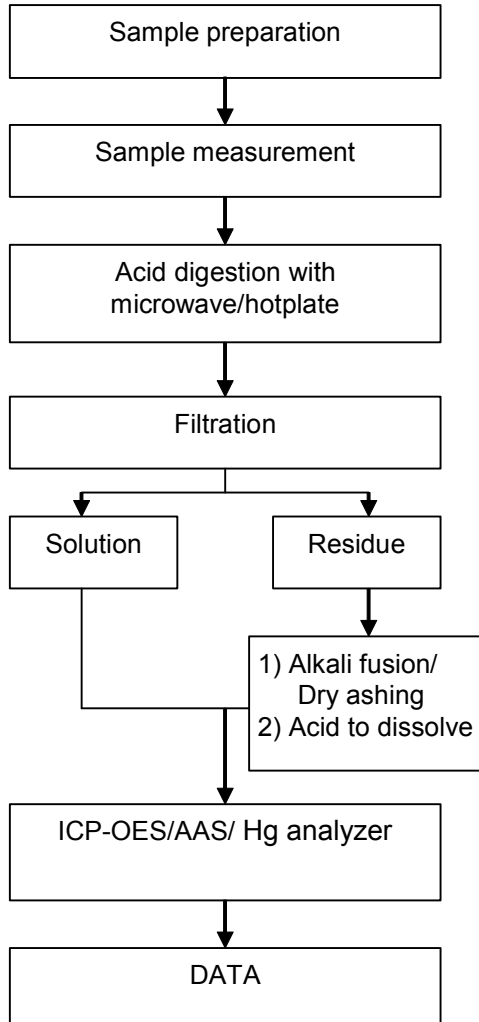 Sample preparation
Sample measurement
Acid digestion with
microwave/hotplate
Filtration
Solution
Residue
1) Alkali fusion/
Dry ashing
2) Acid to dissolve
ICP-OES/AAS/ Hg analyzer
DATA